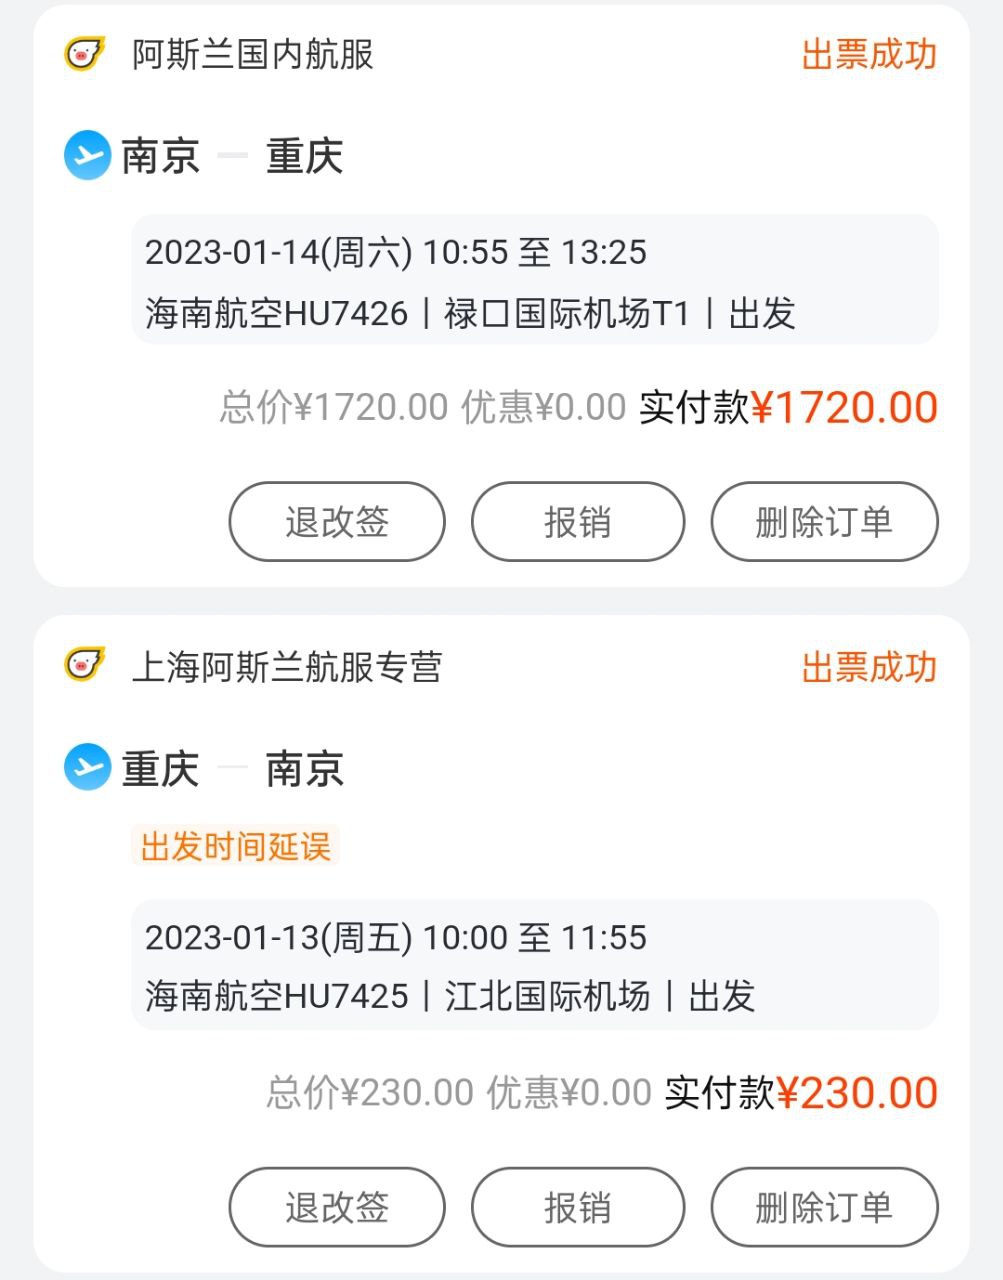 阿斯兰国内航服 出票成功
南京 — 重庆
2023-01-14(周六) 10:55 至 13:25
海南航空HU7426丨禄口国际机场T1丨出发
总价¥1720.00 优惠¥0.00 实付款¥1720.00
退改签 报销 删除订单
上海阿斯兰航服专营 出票成功
重庆 — 南京
出发时间延误
2023-01-13(周五) 10:00 至 11:55
海南航空HU7425丨江北国际机场丨出发
总价¥230.00 优惠¥0.00 实付款¥230.00
退改签 报销 删除订单